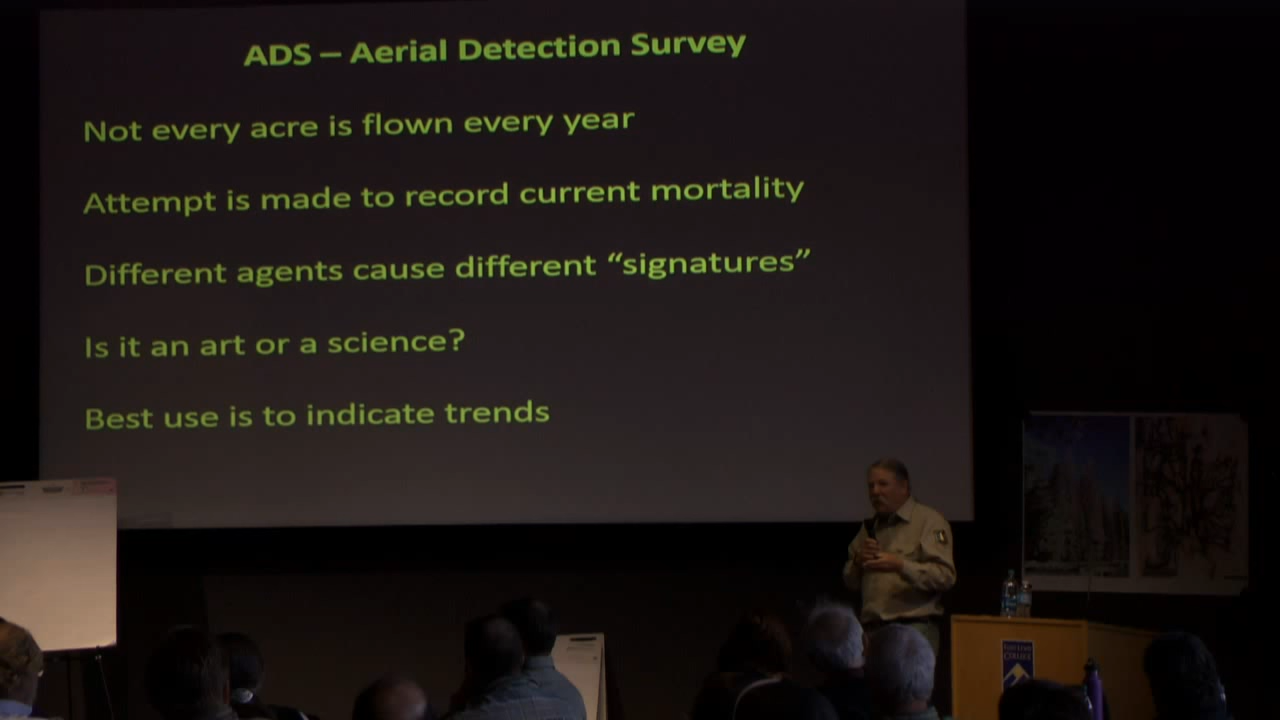 ADS – Aerial Detection Survey
Not every acre is flown every year
Attempt is made to record current mortality
Different agents cause different “signatures”
Is it an art or a science?
Best use is to indicate trends
COLLEGE